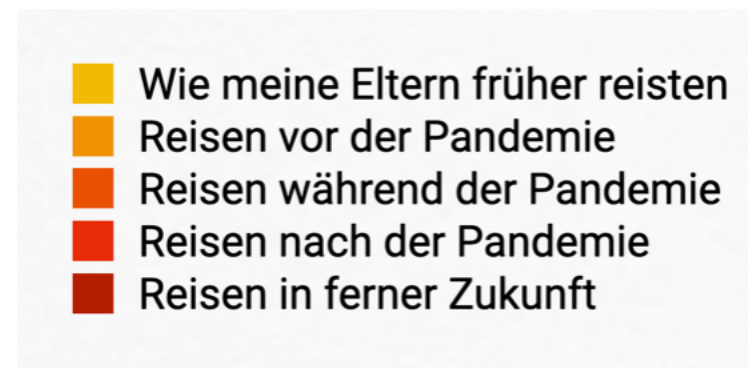 Wie meine Eltern früher reisten
Reisen vor der Pandemie
Reisen während der Pandemie
Reisen nach der Pandemie
Reisen in ferner Zukunft